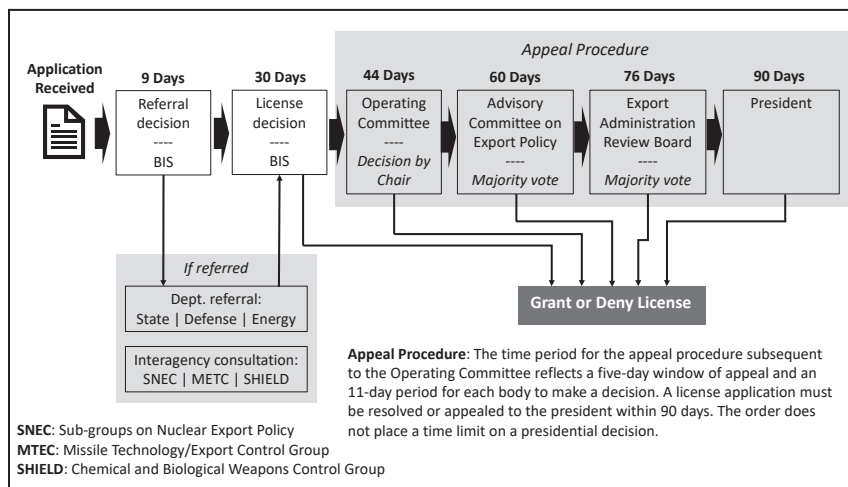 Appeal Procedure
Application
Received
9 Days
30 Days
44 Days
60 Days
76 Days
90 Days
Referral
decision
----
BIS
License
decision
----
BIS
Operating
Committee
----
Decision by
Chair
Advisory
Committee on
Export Policy
----
Majority vote
Export
Administration
Review Board
----
Majority vote
President
If referred
Dept. referral:
State | Defense | Energy
Interagency consultation:
SNEC | METC | SHIELD
Grant or Deny License
Appeal Procedure: The time period for the appeal procedure subsequent
to the Operating Committee reflects a five-day window of appeal and an
11-day period for each body to make a decision. A license application must
be resolved or appealed to the president within 90 days. The order does
not place a time limit on a presidential decision.
SNEC: Sub-groups on Nuclear Export Policy
MTEC: Missile Technology/Export Control Group
SHIELD: Chemical and Biological Weapons Control Group